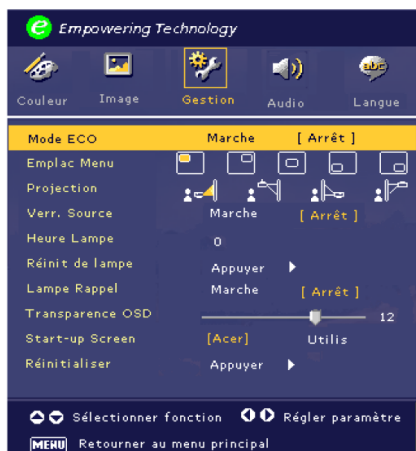 e Empowering Technology
Couleur Image Gestion Audio abc Langue
Mode ECO Marche [ Arrêt ]
Emplac Menu
Projection
Verr. Source Marche [ Arrêt ]
Heure Lampe 0
Réinit de lampe Appuyer
Lampe Rappel Marche [ Arrêt ]
Transparence OSD 12
Start-up Screen [Acer] Utilis
Réinitialiser Appuyer
Sélectionner fonction Régler paramètre
MENU Retourner au menu principal